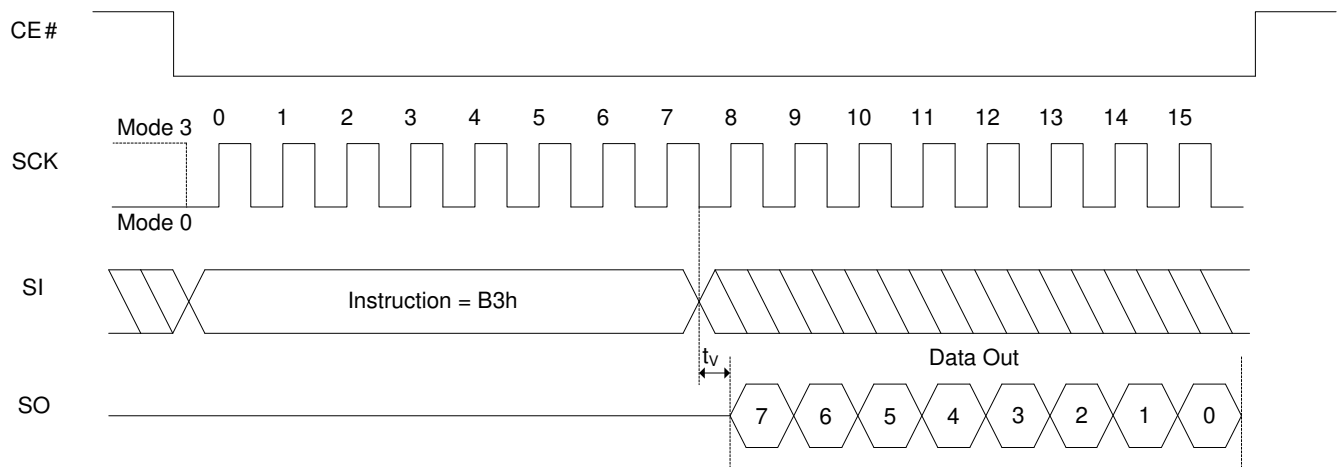 CE#
Mode 3
0 1 2 3 4 5 6 7 8 9 10 11 12 13 14 15
SCK
Mode 0
SI
Instruction = B3h
tV
Data Out
SO
7 6 5 4 3 2 1 0